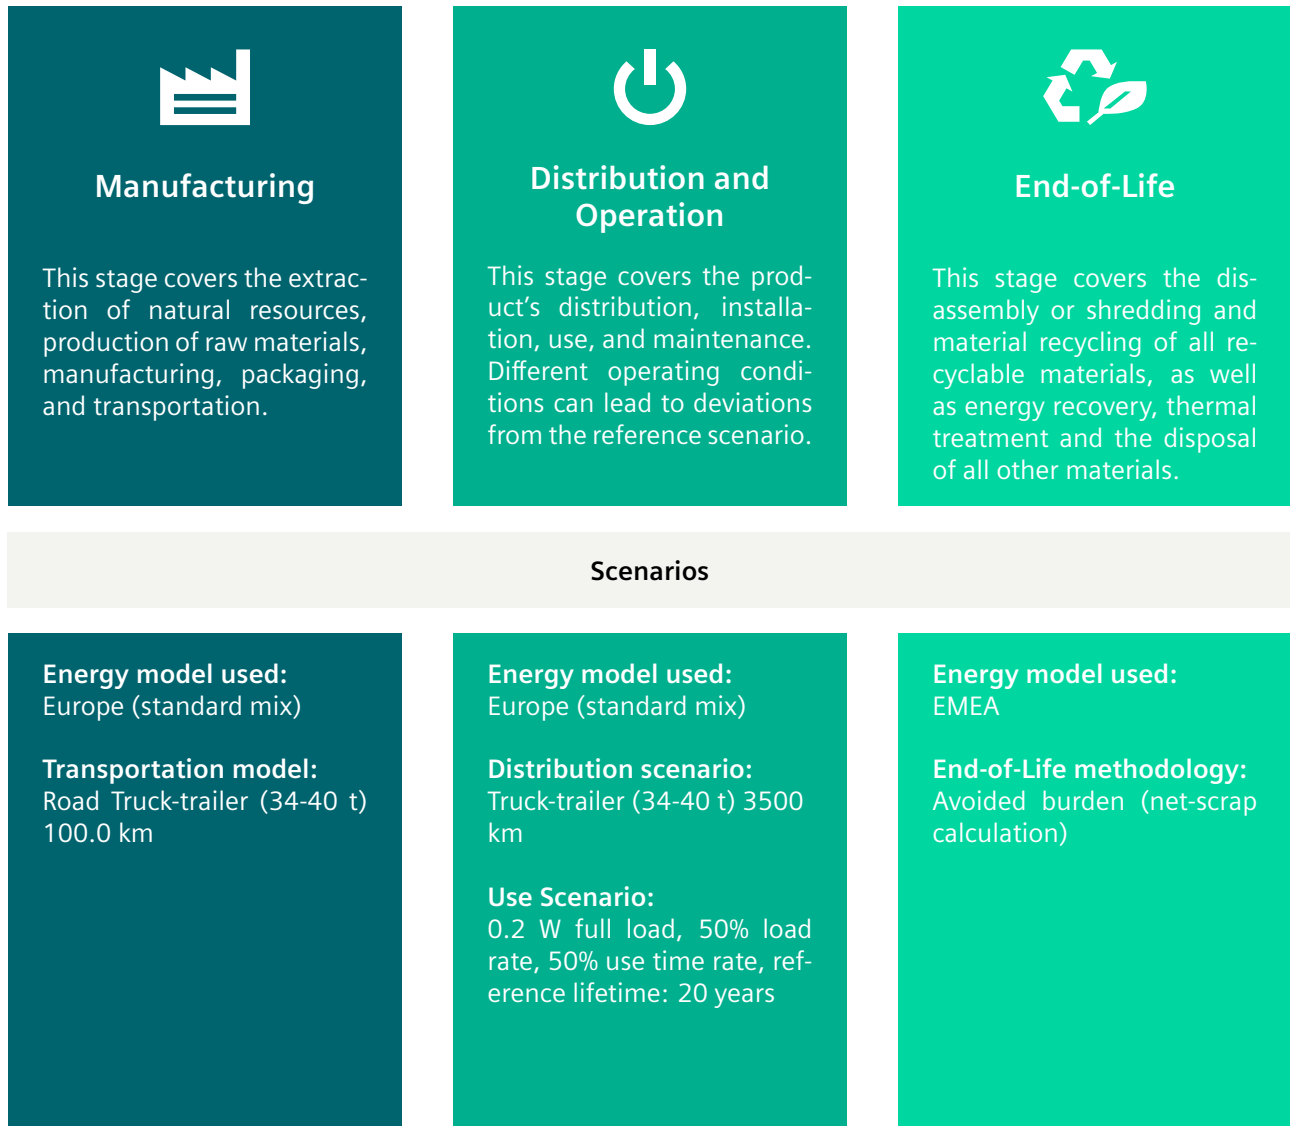 Manufacturing
This stage covers the extrac-
tion of natural resources,
production of raw materials,
manufacturing, packaging,
and transportation.
Distribution and
Operation
This stage covers the prod-
uct's distribution, installa-
tion, use, and maintenance.
Different operating condi-
tions can lead to deviations
from the reference scenario.
End-of-Life
This stage covers the dis-
assembly or shredding and
material recycling of all re-
cyclable materials, as well
as energy recovery, thermal
treatment and the disposal
of all other materials.
Scenarios
Energy model used:
Europe (standard mix)
Transportation model:
Road Truck-trailer (34-40 t)
100.0 km
Energy model used:
Europe (standard mix)
Distribution scenario:
Truck-trailer (34-40 t) 3500
km
Use Scenario:
0.2 W full load, 50% load
rate, 50% use time rate, ref-
erence lifetime: 20 years
Energy model used:
EMEA
End-of-Life methodology:
Avoided burden (net-scrap
calculation)